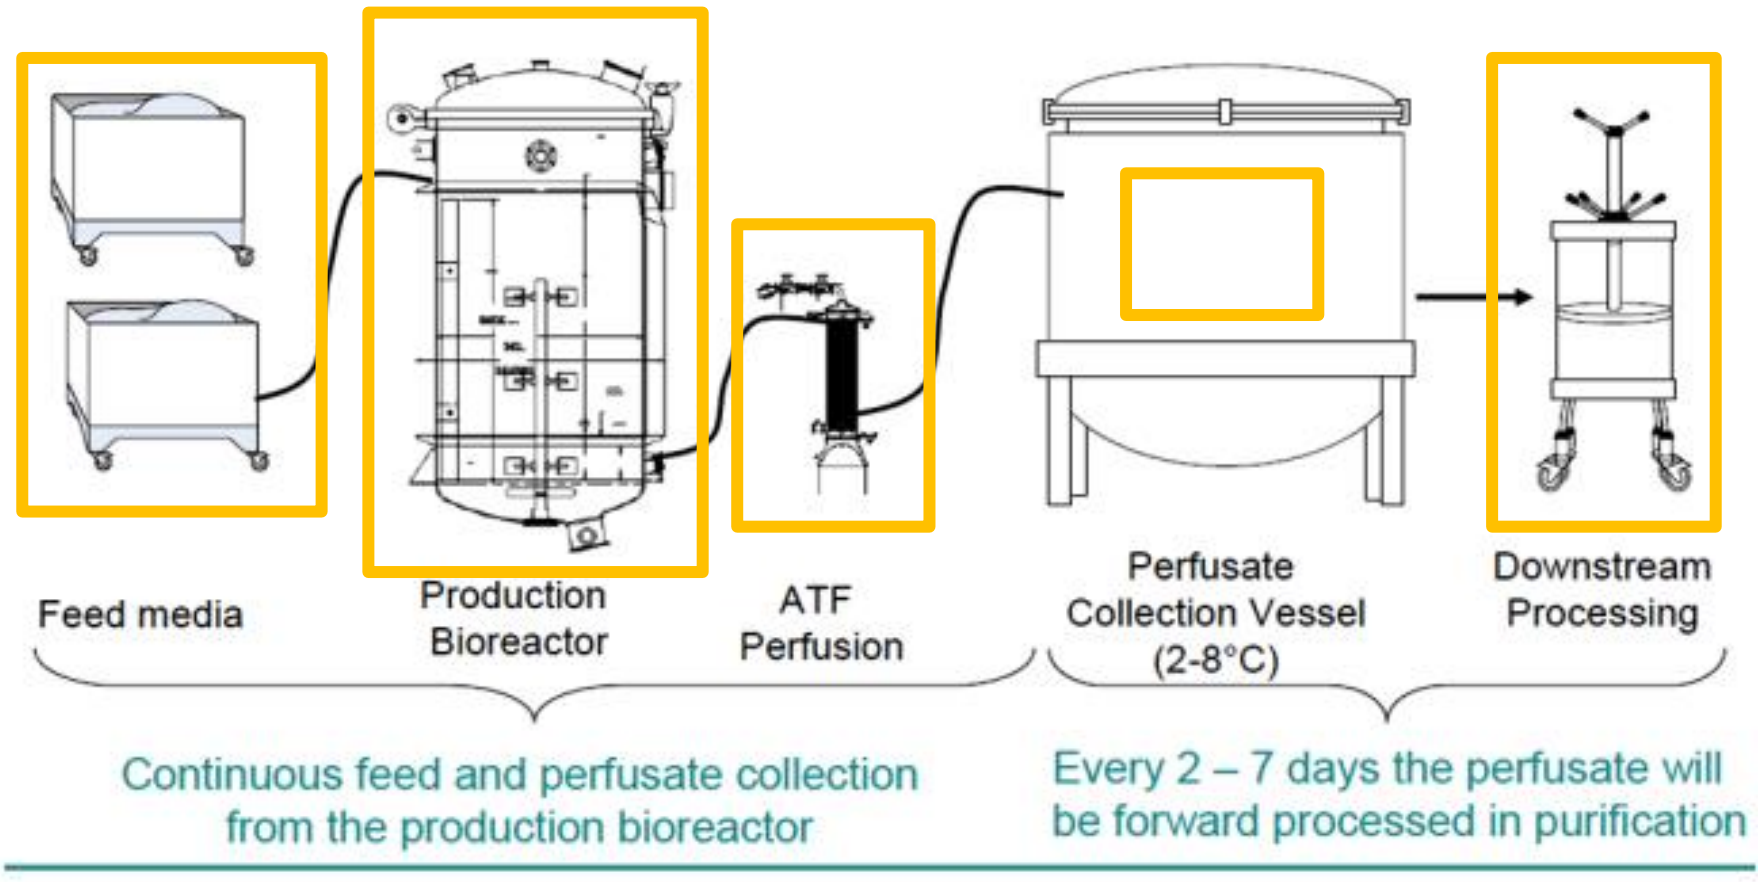 Feed media
Production
Bioreactor
ATF
Perfusion
Perfusate
Collection Vessel
(2-8°C)
Downstream
Processing
Continuous feed and perfusate collection
from the production bioreactor
Every 2 – 7 days the perfusate will
be forward processed in purification